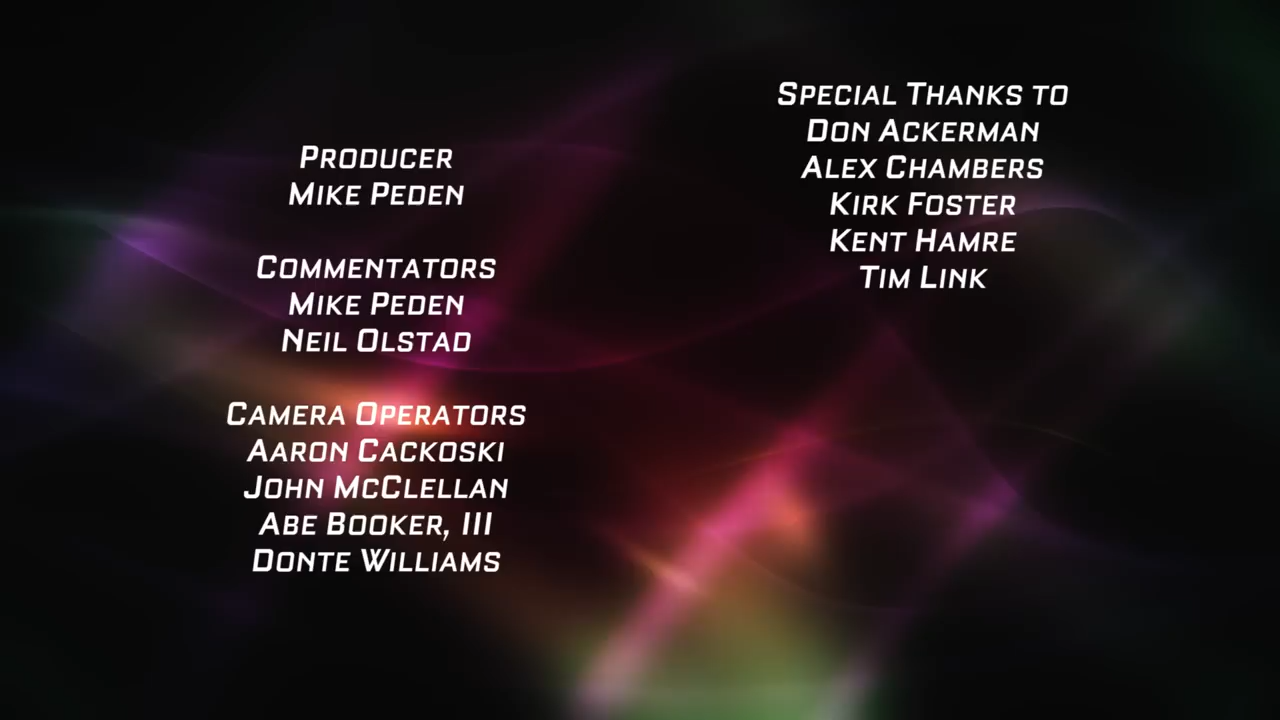 Producer
Mike Peden
Commentators
Mike Peden
Neil Olstad
Camera Operators
Aaron Cackoski
John McClellan
Abe Booker, III
Donte Williams
Special Thanks to
Don Ackerman
Alex Chambers
Kirk Foster
Kent Hamre
Tim Link